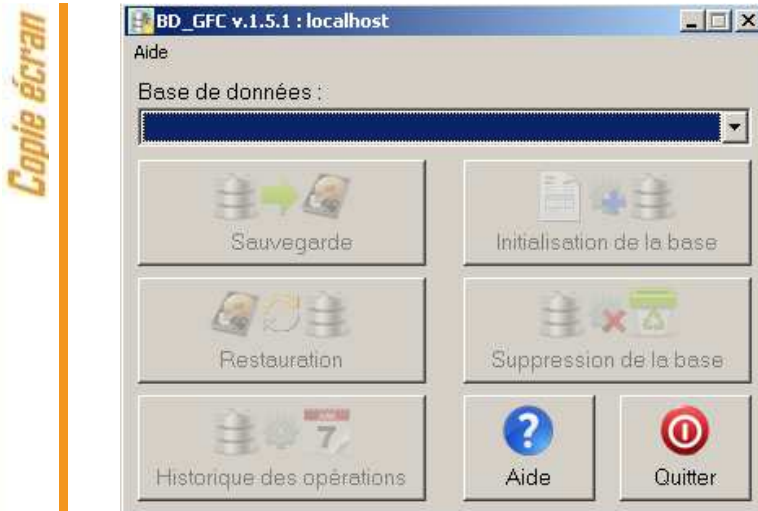 Copie écran
BD_GFC v.1.5.1 : localhost
Aide
Base de données :
Sauvegarde
Initialisation de la base
Restauration
Suppression de la base
7
Historique des opérations
Aide
Quitter